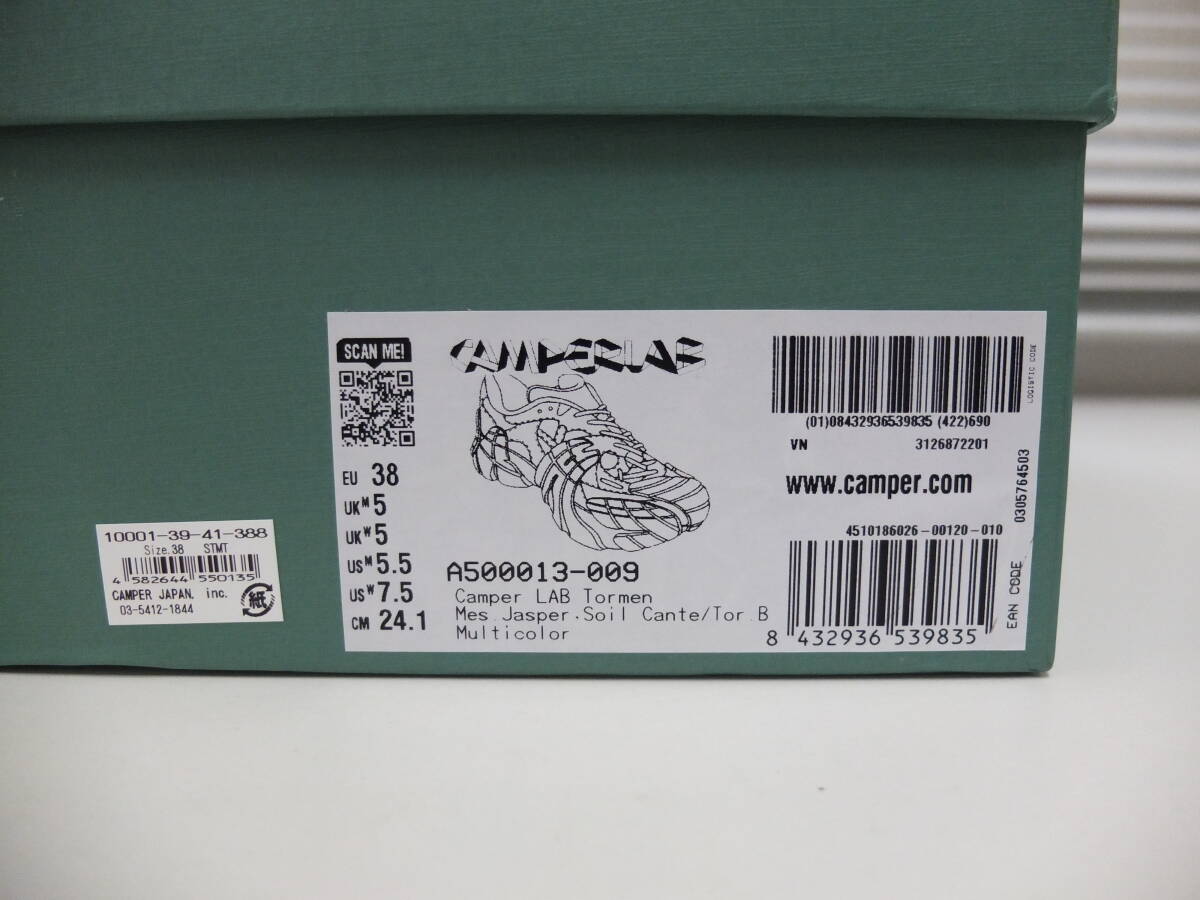 SCAN ME!
CAMPERLAB
EU 38
UK M 5
UK W 5
US M 5.5
US W 7.5
CM 24.1
A500013-009
Camper LAB Tormen
Mes.Jasper.Soil Cante/Tor.B
Multicolor
(01)08432936539835 (422)690
VN 3126872201
www.camper.com
4510186026-00120-010
8 432936 539835
LOGISTIC CODE
0305764503
EAN CODE
10001-39-41-388
Size.38 STMT
4 582644 550135
CAMPER JAPAN. inc.
03-5412-1844
紙